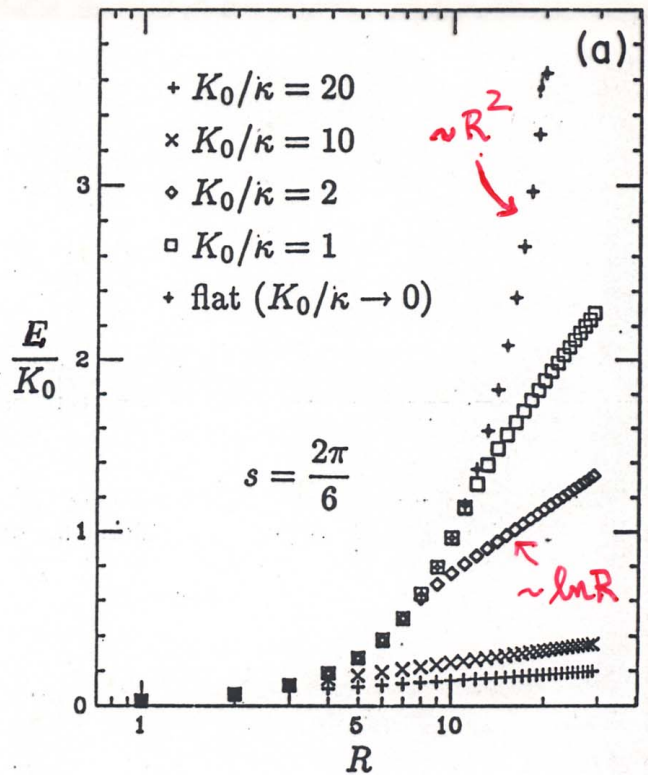 (a)
+ K₀/κ = 20
× K₀/κ = 10
◇ K₀/κ = 2
□ K₀/κ = 1
+ flat (K₀/κ → 0)
~R²
3
E/K₀
2
s = 2π/6
1
~lnR
0
1 5 10
R